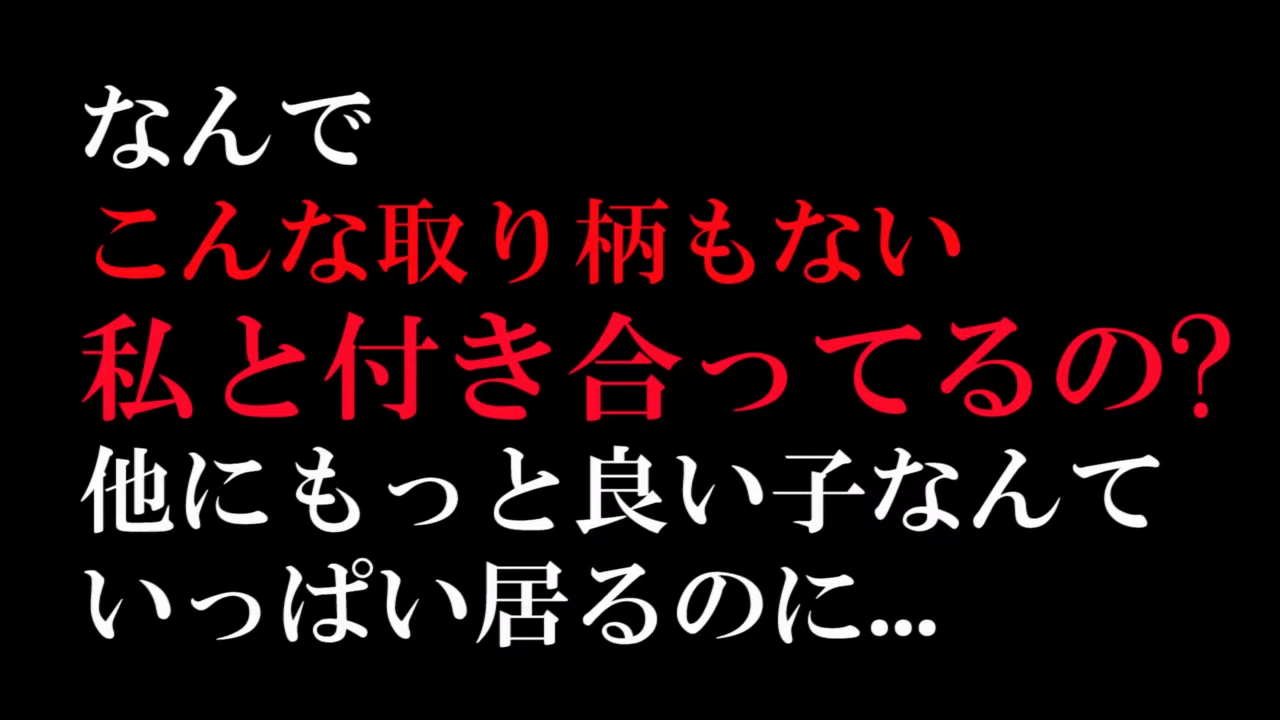 なんで
こんな取り柄もない
私と付き合ってるの?
他にもっと良い子なんて
いっぱい居るのに...